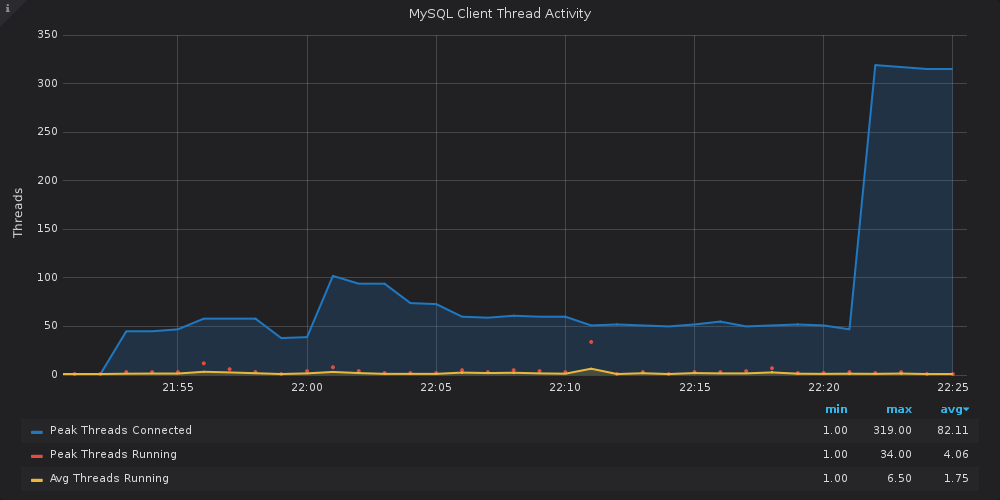 i
MySQL Client Thread Activity
350
300
250
200
150
100
50
0
Threads
21:55 22:00 22:05 22:10 22:15 22:20 22:25
min max avg
Peak Threads Connected 1.00 319.00 82.11
Peak Threads Running 1.00 34.00 4.06
Avg Threads Running 1.00 6.50 1.75